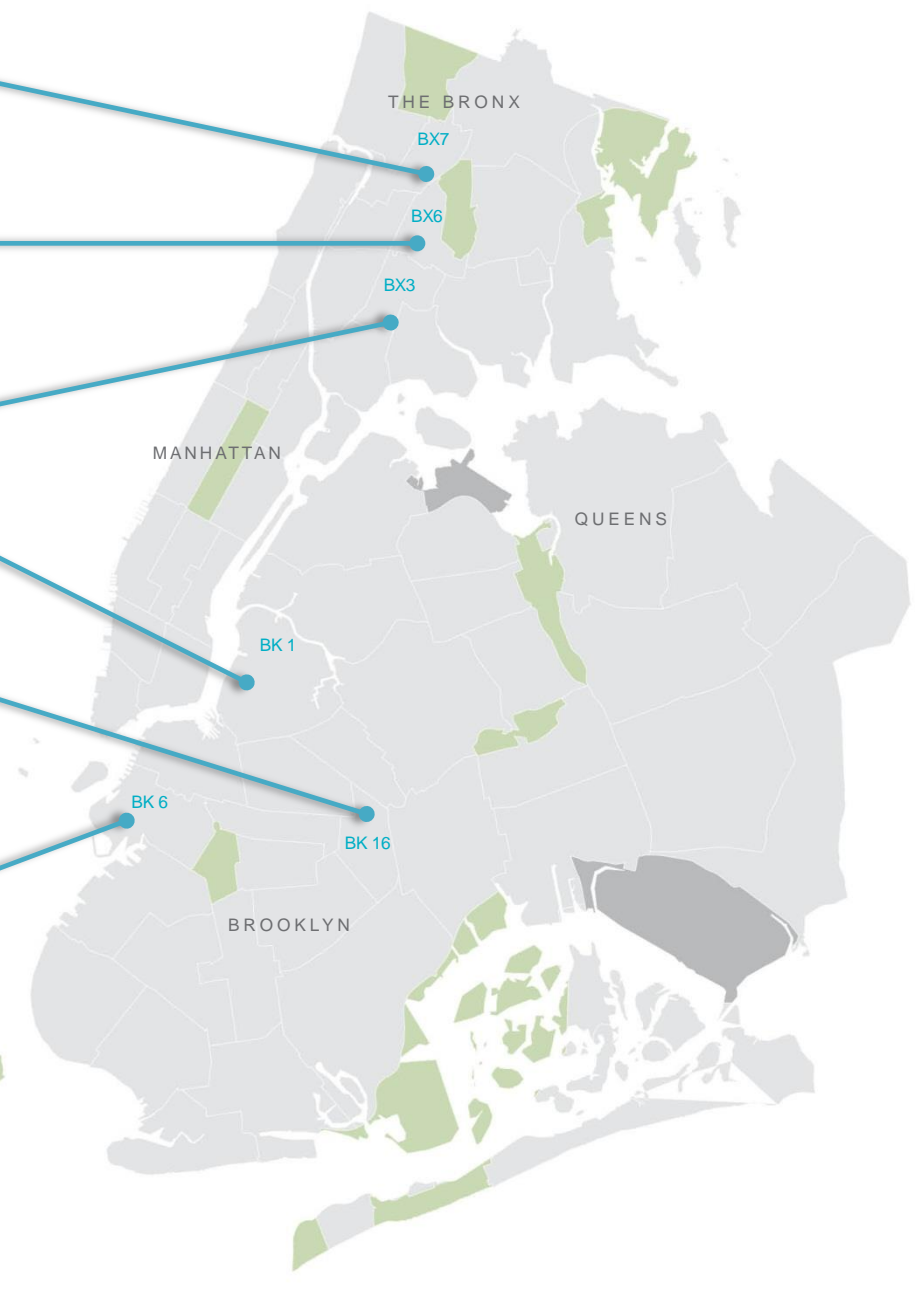 THE BRONX
BX7
BX6
BX3
MANHATTAN
QUEENS
BK 1
BK 6
BK 16
BROOKLYN